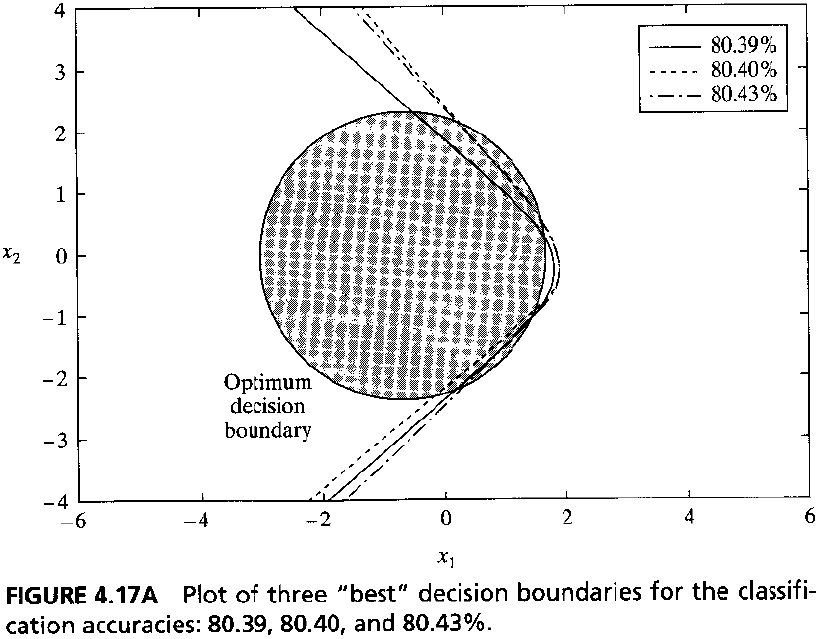 4
3
2
1
0
−1
−2
−3
−4
x2
80.39%
80.40%
80.43%
Optimum
decision
boundary
−6
−4
−2
0
2
4
6
x1
FIGURE 4.17A Plot of three "best" decision boundaries for the classifi-
cation accuracies: 80.39, 80.40, and 80.43%.